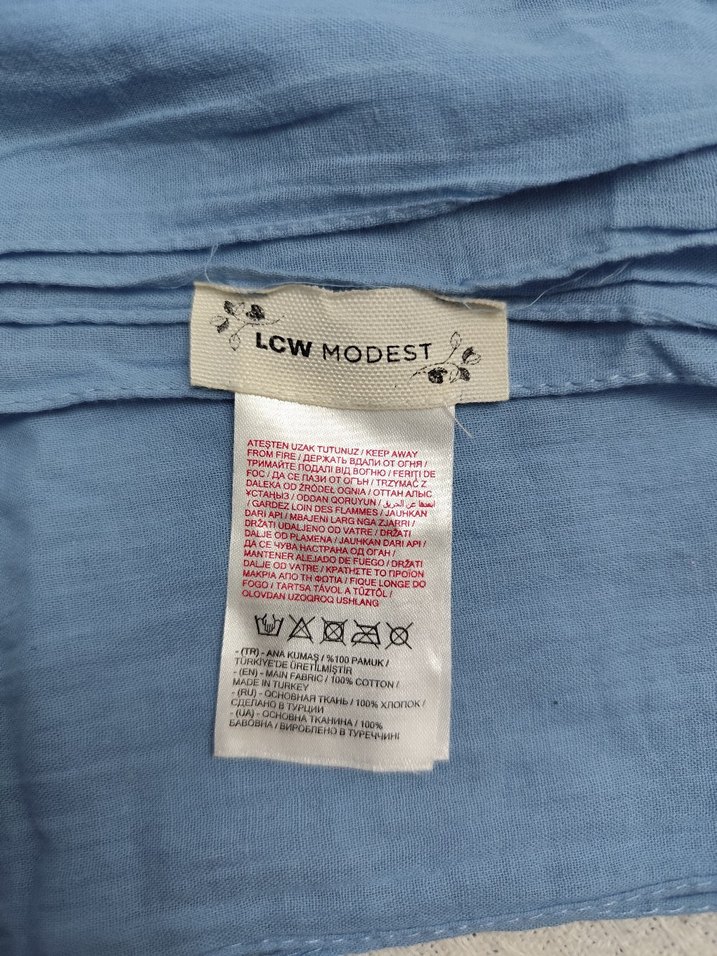 LCW MODEST
ATEŞTEN UZAK TUTUNUZ / KEEP AWAY
FROM FIRE / ДЕРЖАТЬ ВДАЛИ ОТ ОГНЯ /
ТРИМАЙТЕ ПОДАЛІ ВІД ВОГНЮ / FERIȚI DE
FOC / ДА СЕ ПАЗИ ОТ ОГЪН / TRZYMAĆ Z
DALEKA OD ŹRÓDEŁ OGNIA / ОТТАН АЛЫС
ҰСТАҢЫЗ / ODDAN QORUYUN / ابعدها عن الحريق
/ GARDEZ LOIN DES FLAMMES / JAUHKAN
DARI API / MBAJENI LARG NGA ZJARRI /
DRŽATI UDALJENO OD VATRE / DRŽATI
DALJE OD PLAMENA / JAUHKAN DARI API /
ДА СЕ ЧУВА НАСТРАНА ОД ОГАН /
MANTENER ALEJADO DE FUEGO / DRŽATI
DALJE OD VATRE / ΚΡΑΤΗΣΤΕ ΤΟ ΠΡΟΪΟΝ
ΜΑΚΡΙΑ ΑΠΟ ΤΗ ΦΩΤΙΑ / FIQUE LONGE DO
FOGO / TARTSA TÁVOL A TŰZTŐL /
OLOVDAN UZOQROQ USHLANG
- (TR) - ANA KUMAŞ / %100 PAMUK /
TÜRKİYE'DE ÜRETİLMİŞTİR
- (EN) - MAIN FABRIC / 100% COTTON /
MADE IN TURKEY
- (RU) - ОСНОВНАЯ ТКАНЬ / 100% ХЛОПОК /
СДЕЛАНО В ТУРЦИИ
- (UA) - ОСНОВНА ТКАНИНА / 100%
БАВОВНА / ВИРОБЛЕНО В ТУРЕЧЧИНІ